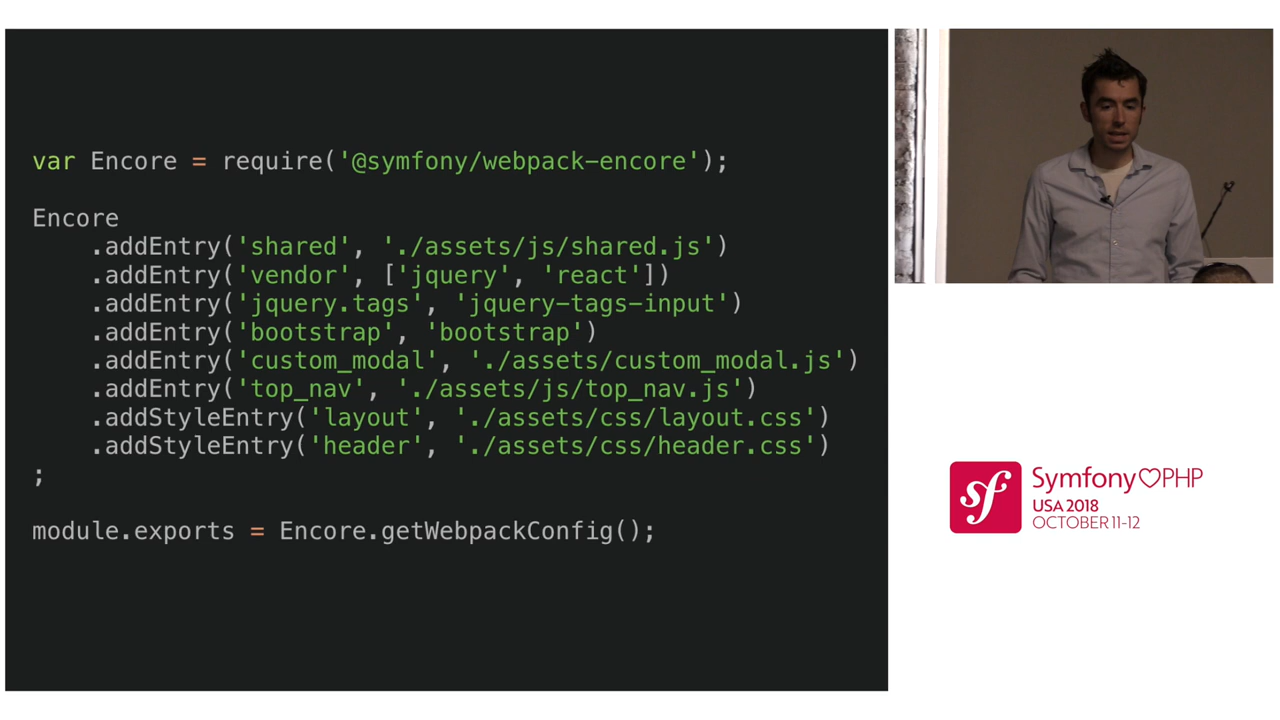 var Encore = require('@symfony/webpack-encore');
Encore
.addEntry('shared', './assets/js/shared.js')
.addEntry('vendor', ['jquery', 'react'])
.addEntry('jquery.tags', 'jquery-tags-input')
.addEntry('bootstrap', 'bootstrap')
.addEntry('custom_modal', './assets/custom_modal.js')
.addEntry('top_nav', './assets/js/top_nav.js')
.addStyleEntry('layout', './assets/css/layout.css')
.addStyleEntry('header', './assets/css/header.css')
;
module.exports = Encore.getWebpackConfig();
sf
Symfony♡PHP
USA 2018
OCTOBER 11-12